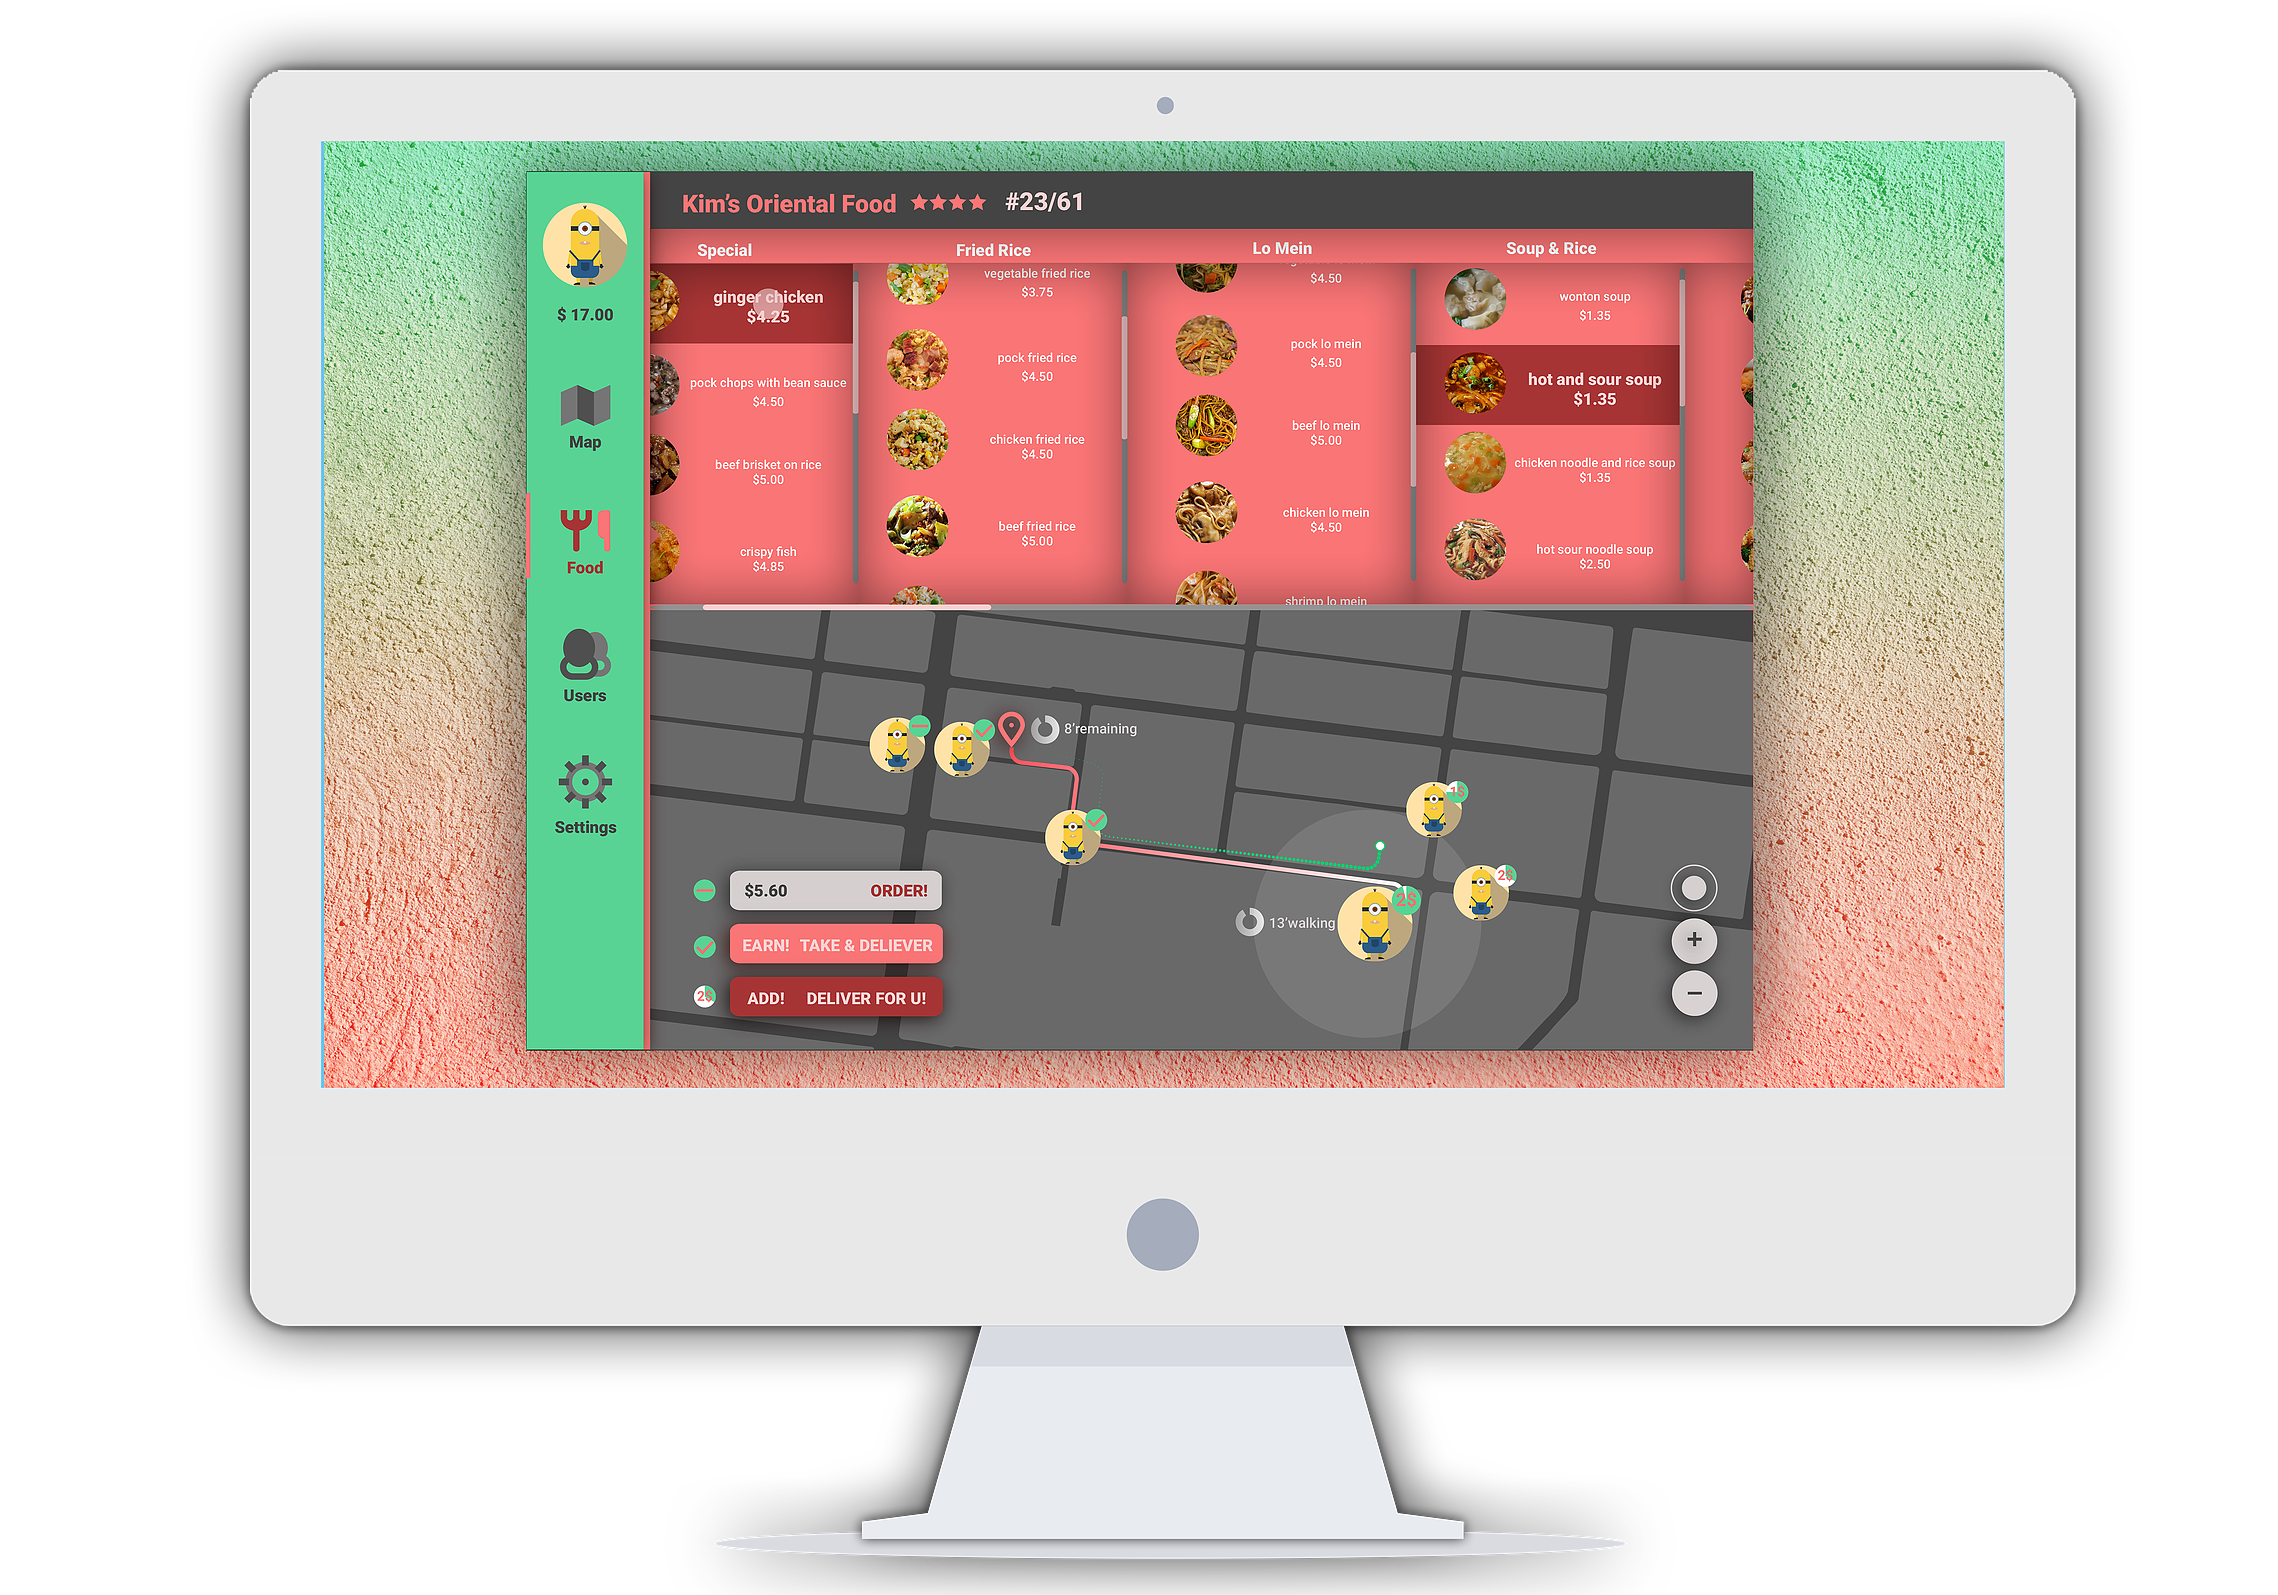 Kim's Oriental Food #23/61
$ 17.00
Map
Food
Users
Settings
Special
ginger chicken
$4.25
pock chops with bean sauce
$4.50
beef brisket on rice
$5.00
crispy fish
$4.85
Fried Rice
vegetable fried rice
$3.75
pock fried rice
$4.50
chicken fried rice
$4.50
beef fried rice
$5.00
Lo Mein
$4.50
pock lo mein
$4.50
beef lo mein
$5.00
chicken lo mein
$4.50
shrimp lo mein
Soup & Rice
wonton soup
$1.35
hot and sour soup
$1.35
chicken noodle and rice soup
$1.35
hot sour noodle soup
$2.50
8'remaining
1$
2$
2$
13'walking
$5.60 ORDER!
EARN! TAKE & DELIEVER
2$ ADD! DELIVER FOR U!